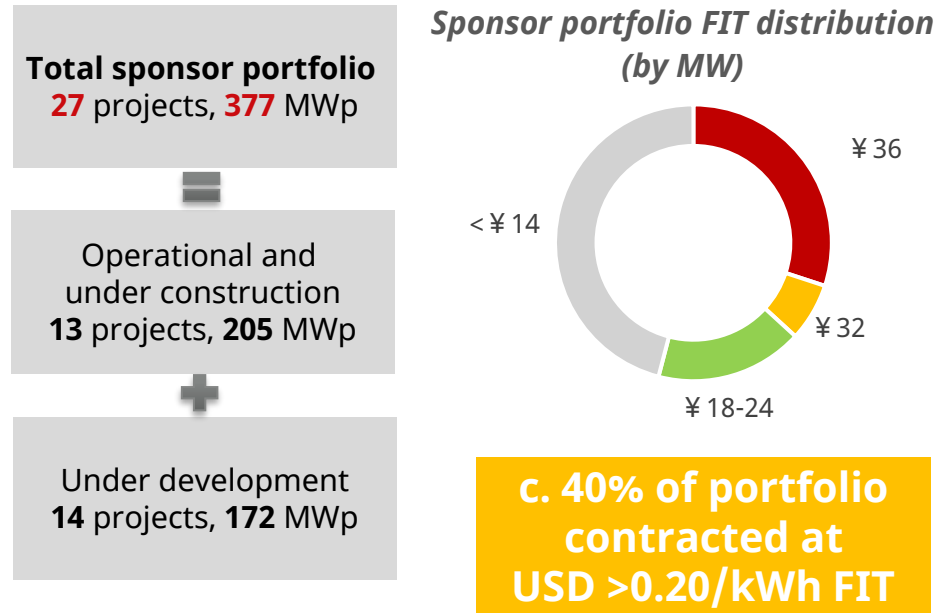 Total sponsor portfolio
27 projects, 377 MWp
Operational and
under construction
13 projects, 205 MWp
Under development
14 projects, 172 MWp
Sponsor portfolio FIT distribution
(by MW)
¥ 36
< ¥ 14
¥ 32
¥ 18-24
c. 40% of portfolio
contracted at
USD >0.20/kWh FIT